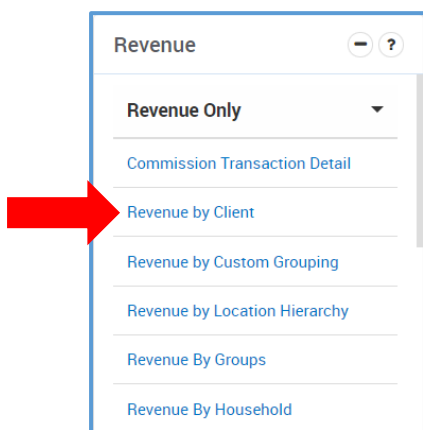 Revenue
?
Revenue Only
Commission Transaction Detail
Revenue by Client
Revenue by Custom Grouping
Revenue by Location Hierarchy
Revenue By Groups
Revenue By Household